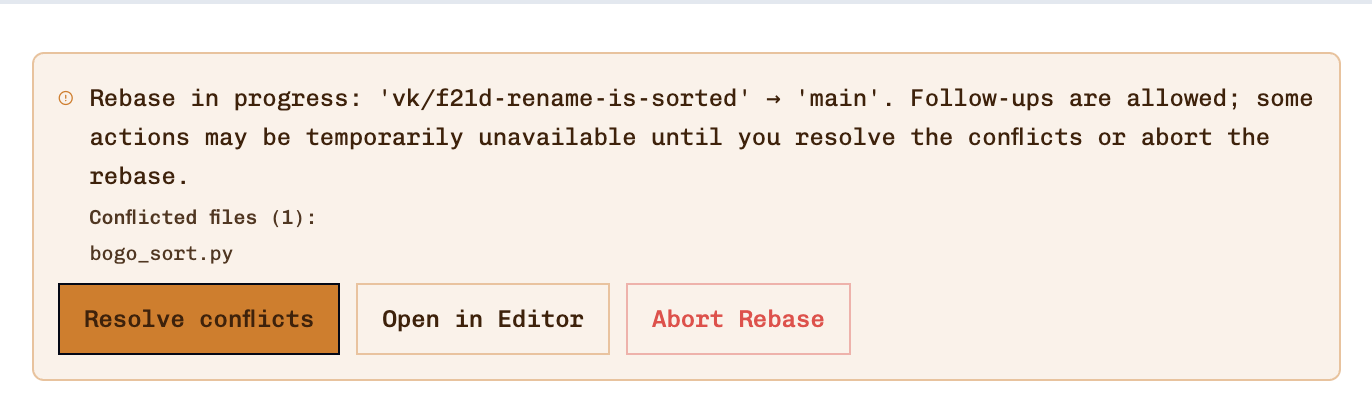 Rebase in progress: 'vk/f21d-rename-is-sorted' → 'main'. Follow-ups are allowed; some
actions may be temporarily unavailable until you resolve the conflicts or abort the
rebase.
Conflicted files (1):
bogo_sort.py
Resolve conflicts Open in Editor Abort Rebase